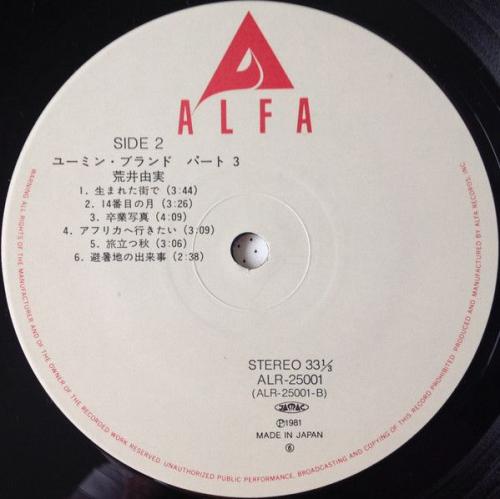 ALFA
SIDE 2
ユーミン・ブランド パート 3
荒井由実
1. 生まれた街で (3:44)
2. 14番目の月 (3:26)
3. 卒業写真 (4:09)
4. アフリカへ行きたい (3:09)
5. 旅立つ秋 (3:06)
6. 避暑地の出来事 (2:38)
STEREO 33⅓
ALR-25001
(ALR-25001-B)
JASRAC
℗1981
MADE IN JAPAN
⑥
WARNING: ALL RIGHTS OF THE MANUFACTURER AND OF THE OWNER OF THE RECORDED WORK RESERVED. UNAUTHORIZED PUBLIC PERFORMANCE, BROADCASTING AND COPYING OF THIS RECORD PROHIBITED. PRODUCED AND MANUFACTURED BY ALFA RECORDS, INC.